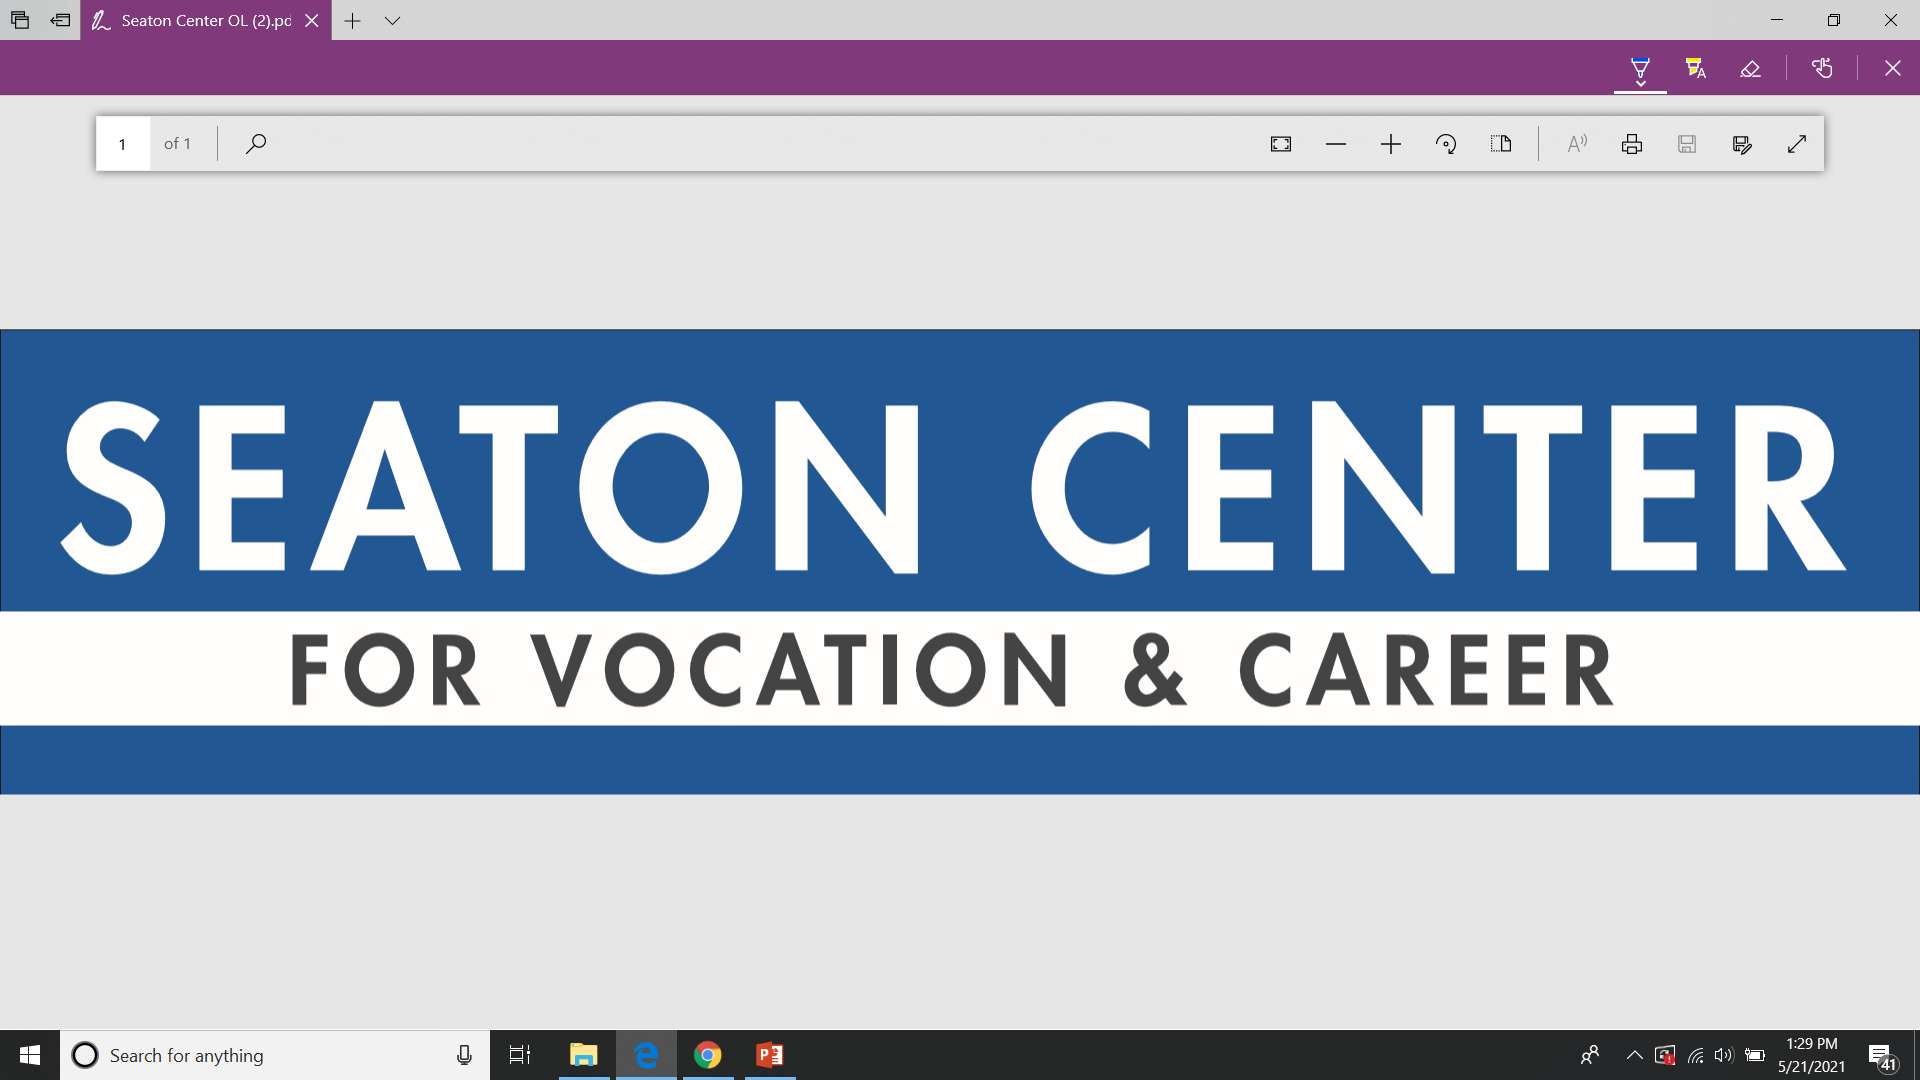 Seaton Center OL (2).pd
1 of 1
SEATON CENTER
FOR VOCATION & CAREER
Search for anything
1:29 PM
5/21/2021
41